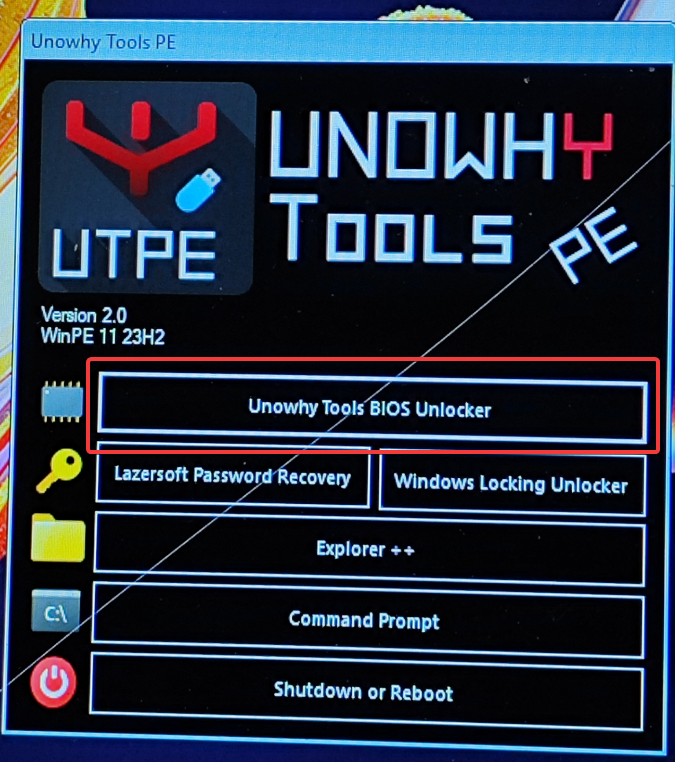 Unowhy Tools PE
UNOWHY
TOOLS
PE
UTPE
Version 2.0
WinPE 11 23H2
Unowhy Tools BIOS Unlocker
Lazersoft Password Recovery
Windows Locking Unlocker
Explorer ++
C:\
Command Prompt
Shutdown or Reboot